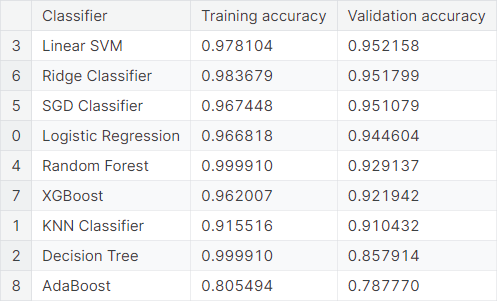 Classifier Training accuracy Validation accuracy
3 Linear SVM 0.978104 0.952158
6 Ridge Classifier 0.983679 0.951799
5 SGD Classifier 0.967448 0.951079
0 Logistic Regression 0.966818 0.944604
4 Random Forest 0.999910 0.929137
7 XGBoost 0.962007 0.921942
1 KNN Classifier 0.915516 0.910432
2 Decision Tree 0.999910 0.857914
8 AdaBoost 0.805494 0.787770